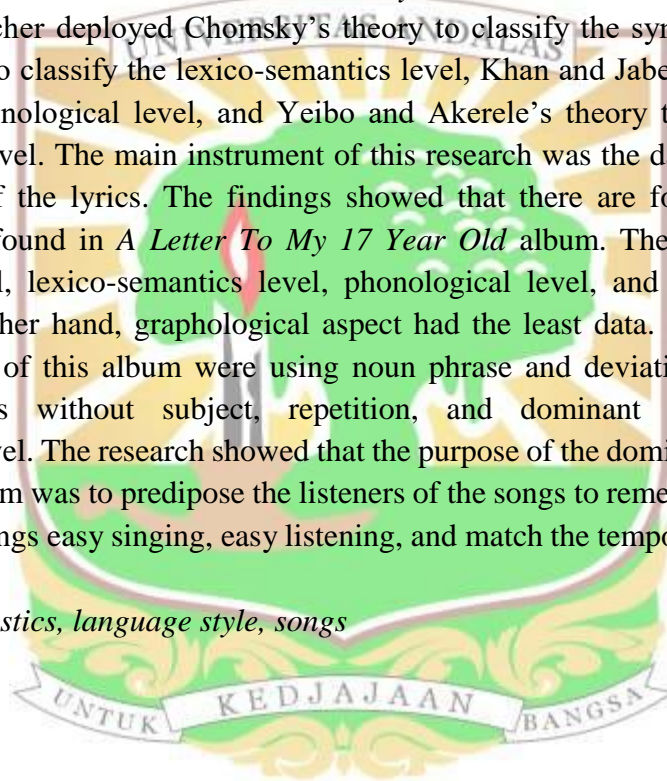 cher deployed Chomsky's theory to classify the syn
UNIVERSITAS ANDALAS
o classify the lexico-semantics level, Khan and Jabe
nological level, and Yeibo and Akerele's theory t
vel. The main instrument of this research was the da
f the lyrics. The findings showed that there are fo
found in A Letter To My 17 Year Old album. The
l, lexico-semantics level, phonological level, and
her hand, graphological aspect had the least data.
of this album were using noun phrase and deviati
s without subject, repetition, and dominant
vel. The research showed that the purpose of the domi
m was to predipose the listeners of the songs to reme
ngs easy singing, easy listening, and match the tempo
stics, language style, songs
UNTUK KEDJAJAAN BANGSA